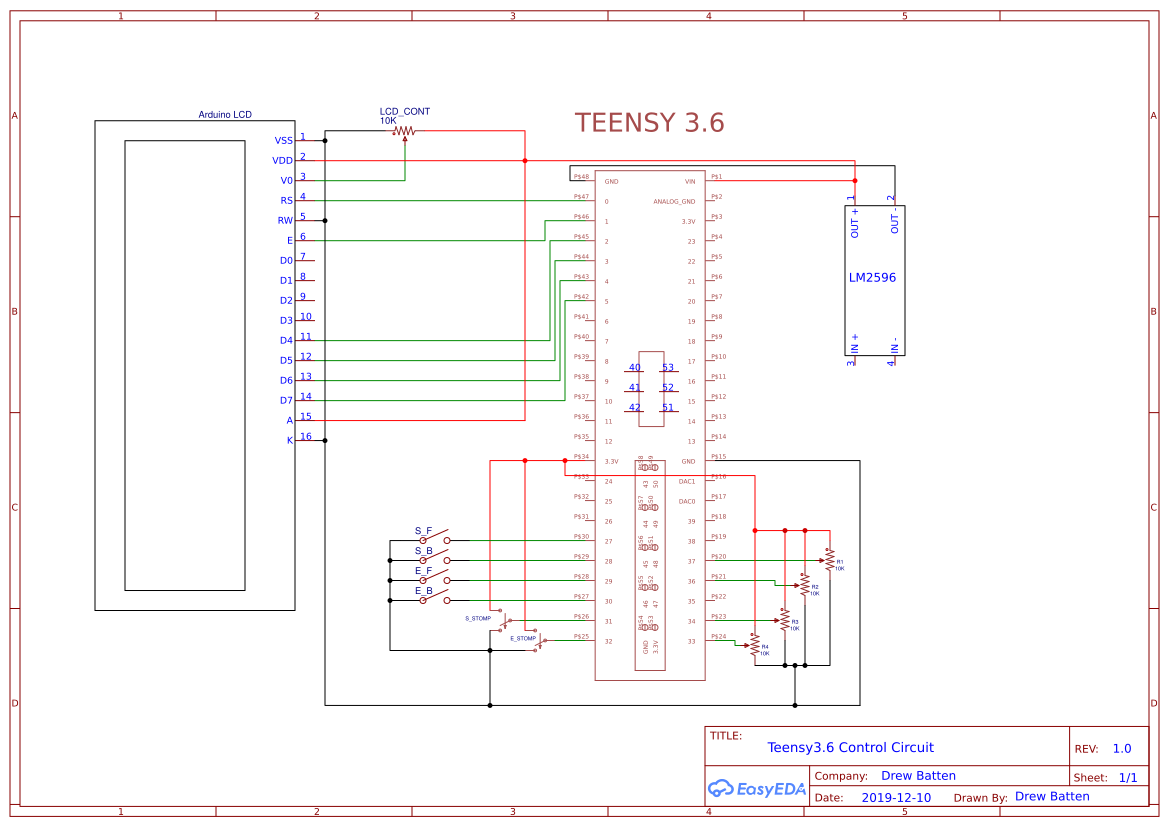 1 2 3 4 5
A A
B B
C C
D D
1 2 3 4 5
Arduino LCD
VSS 1
VDD 2
V0 3
RS 4
RW 5
E 6
D0 7
D1 8
D2 9
D3 10
D4 11
D5 12
D6 13
D7 14
A 15
K 16
LCD_CONT
10K
TEENSY 3.6
P$48 GND VIN P$1
P$47 0 ANALOG_GND P$2
P$46 1 3.3V P$3
P$45 2 23 P$4
P$44 3 22 P$5
P$43 4 21 P$6
P$42 5 20 P$7
P$41 6 19 P$8
P$40 7 18 P$9
P$39 8 17 P$10
P$38 9 16 P$11
P$37 10 15 P$12
P$36 11 14 P$13
P$35 12 13 P$14
P$34 3.3V GND P$15
P$33 24 DAC1 P$16
P$32 25 DAC0 P$17
P$31 26 39 P$18
P$30 27 38 P$19
P$29 28 37 P$20
P$28 29 36 P$21
P$27 30 35 P$22
P$26 31 34 P$23
P$25 32 33 P$24
40 53
41 52
42 51
43 50
44 49
45 48
46 47
GND 3.3V
1 2
OUT + OUT -
LM2596
IN + IN -
3 4
S_F
S_B
E_F
E_B
S_STOMP
E_STOMP
R1
10K
R2
10K
R3
10K
R4
10K
TITLE:
Teensy3.6 Control Circuit
REV: 1.0
EasyEDA
Company: Drew Batten
Sheet: 1/1
Date: 2019-12-10 Drawn By: Drew Batten